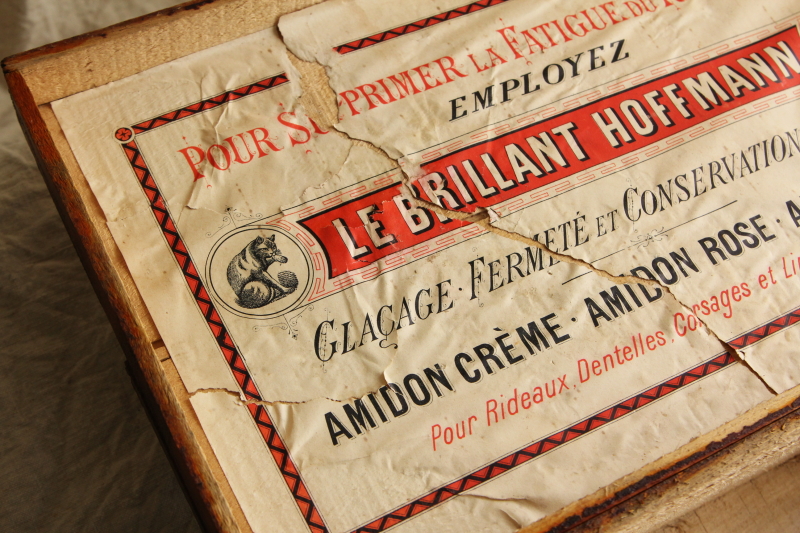 POUR SUPPRIMER LA FATIGUE DU
EMPLOYEZ
LE BRILLANT HOFFMANN
GLAÇAGE · FERMETÉ ET CONSERVATION
AMIDON CRÈME · AMIDON ROSE ·
Pour Rideaux, Dentelles, Corsages et